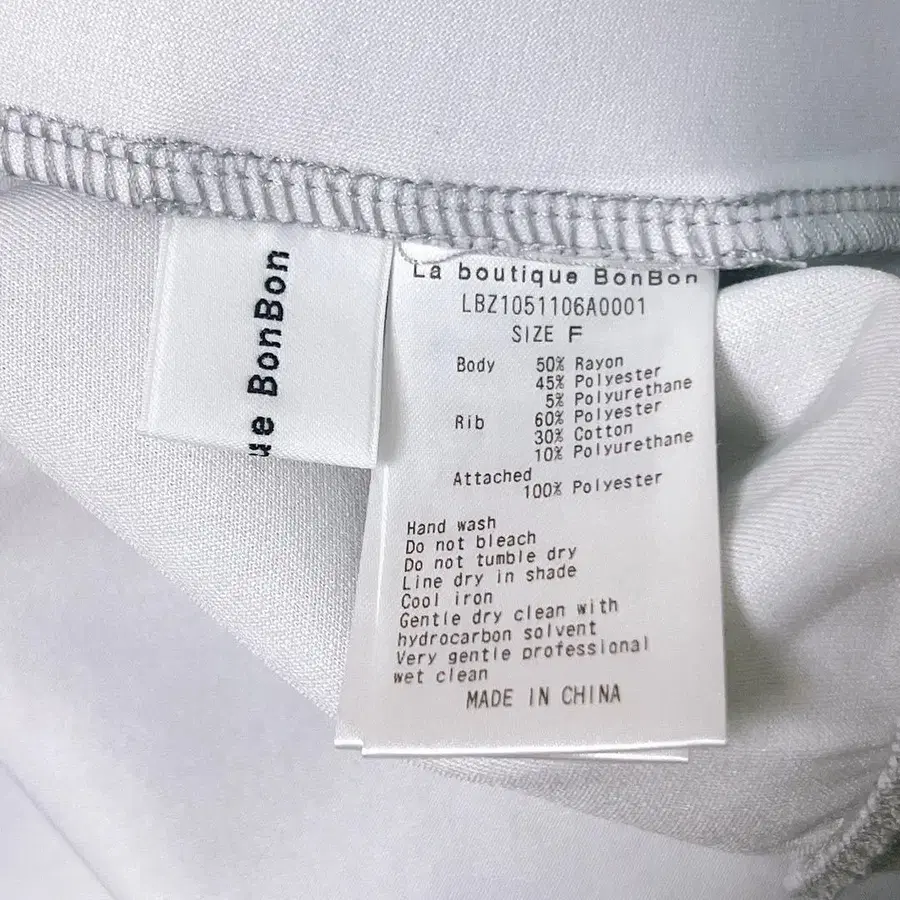 ue BonBon
La boutique BonBon
LBZ1051106A0001
SIZE F
Body 50% Rayon
45% Polyester
5% Polyurethane
Rib 60% Polyester
30% Cotton
10% Polyurethane
Attached
100% Polyester
Hand wash
Do not bleach
Do not tumble dry
Line dry in shade
Cool iron
Gentle dry clean with
hydrocarbon solvent
Very gentle professional
wet clean
MADE IN CHINA